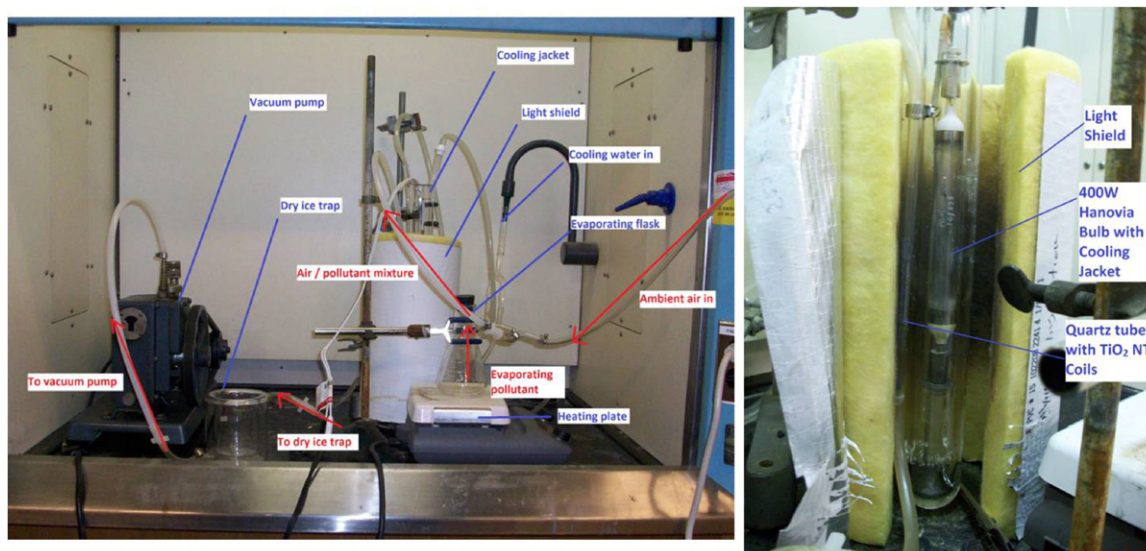 Cooling jacket
Vacuum pump
Light shield
Cooling water in
Dry ice trap
Evaporating flask
Air / pollutant mixture
Ambient air in
To vacuum pump
Evaporating
pollutant
Heating plate
To dry ice trap
Light
Shield
400W
Hanovia
Bulb with
Cooling
Jacket
Quartz tube
with TiO₂ NT
Coils